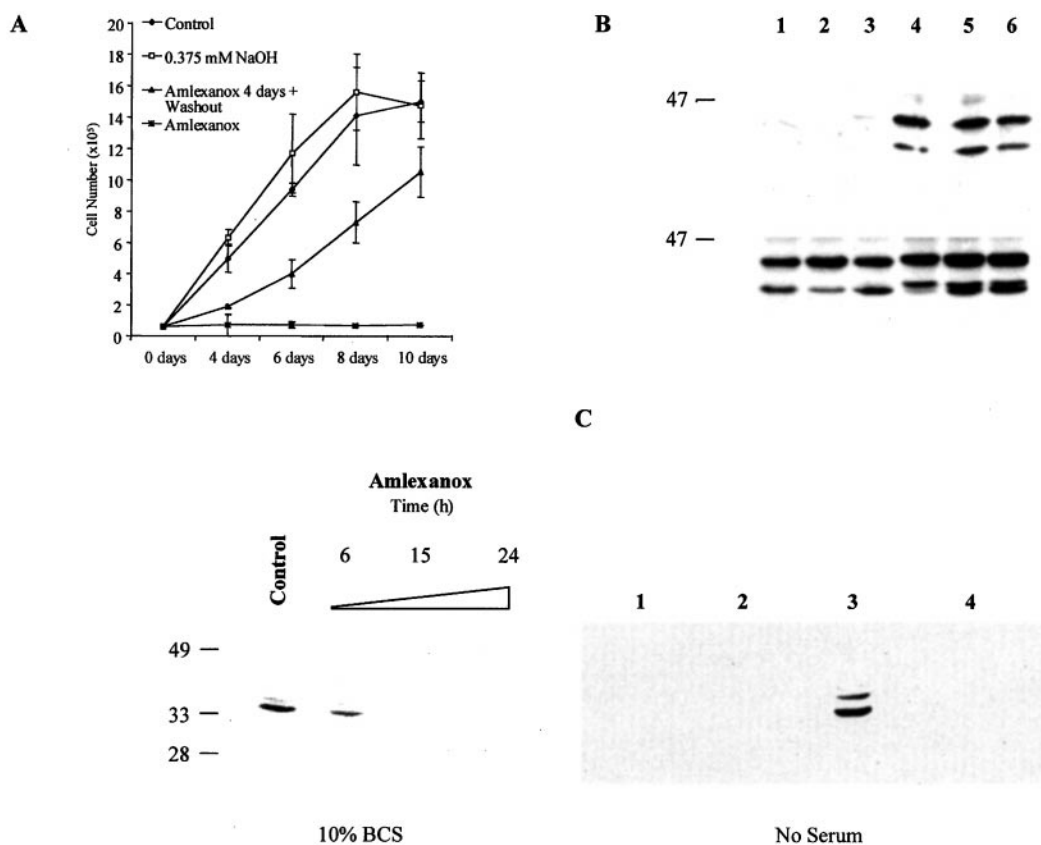 A
Cell Number (x10⁵)
20
18
16
14
12
10
8
6
4
2
0
0 days
4 days
6 days
8 days
10 days
Control
0.375 mM NaOH
Amlexanox 4 days +
Washout
Amlexanox
B
1 2 3 4 5 6
47
47
C
Amlexanox
Time (h)
Control
6 15 24
49
33
28
10% BCS
1 2 3 4
No Serum